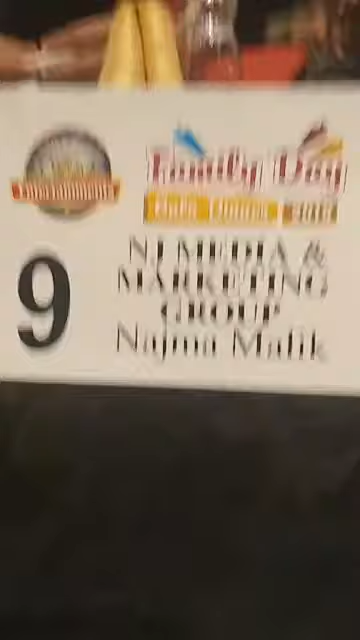 Family Day
9
NJ MEDIA &
MARKETING
GROUP
Najma Malik